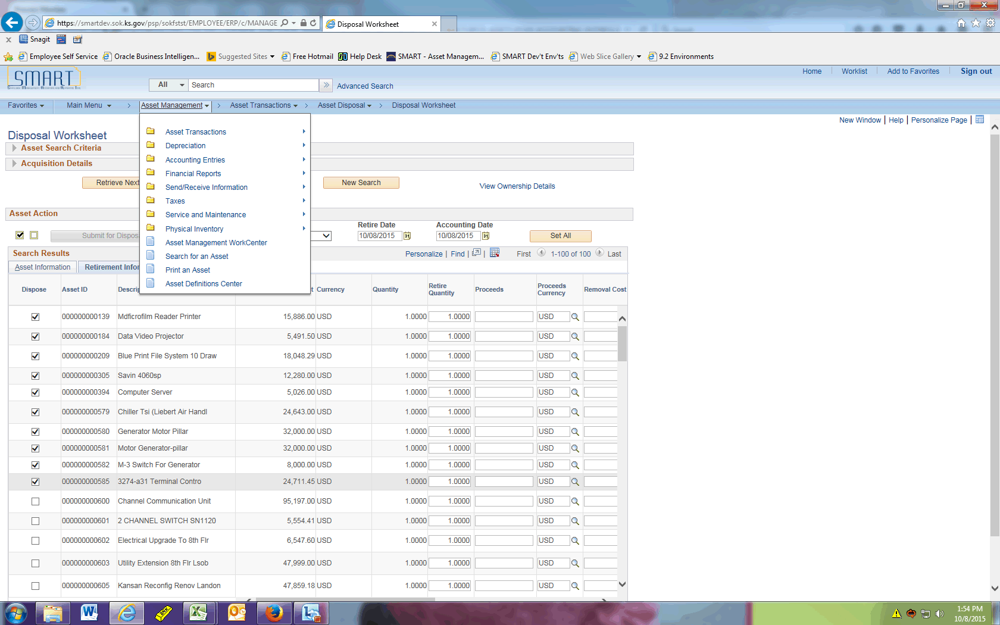 https://smartdev.sok.ks.gov/psp/sokfstst/EMPLOYEE/ERP/c/MANAGE
Disposal Worksheet
Snagit
Employee Self Service Oracle Business Intelligen... Suggested Sites Free Hotmail Help Desk SMART - Asset Managem... SMART Dev't Env'ts Web Slice Gallery 9.2 Environments
SMART
Home Worklist Add to Favorites Sign out
All Search Advanced Search
Favorites Main Menu > Asset Management > Asset Transactions > Asset Disposal > Disposal Worksheet
New Window | Help | Personalize Page |
Disposal Worksheet
Asset Search Criteria
Acquisition Details
Retrieve Next New Search View Ownership Details
Asset Transactions
Depreciation
Accounting Entries
Financial Reports
Send/Receive Information
Taxes
Service and Maintenance
Physical Inventory
Asset Management WorkCenter
Search for an Asset
Print an Asset
Asset Definitions Center
Asset Action
Retire Date Accounting Date
Submit for Disposa 10/08/2015 31 10/08/2015 31 Set All
Search Results Personalize | Find | | First 1-100 of 100 Last
Asset Information Retirement Infor
Dispose Asset ID Descrip t Currency Quantity Retire Quantity Proceeds Proceeds Currency Removal Cost
000000000139 Mdficrofilm Reader Printer 15,886.00 USD 1.0000 1.0000 USD
000000000184 Data Video Projector 5,491.50 USD 1.0000 1.0000 USD
000000000209 Blue Print File System 10 Draw 18,048.29 USD 1.0000 1.0000 USD
000000000305 Savin 4060sp 12,280.00 USD 1.0000 1.0000 USD
000000000394 Computer Server 5,026.00 USD 1.0000 1.0000 USD
000000000579 Chiller Tsi (Liebert Air Handl 24,643.00 USD 1.0000 1.0000 USD
000000000580 Generator Motor Pillar 32,000.00 USD 1.0000 1.0000 USD
000000000581 Motor Generator-pillar 32,000.00 USD 1.0000 1.0000 USD
000000000582 M-3 Switch For Generator 8,000.00 USD 1.0000 1.0000 USD
000000000585 3274-a31 Terminal Contro 24,711.45 USD 1.0000 1.0000 USD
000000000600 Channel Communication Unit 95,197.00 USD 1.0000 1.0000 USD
000000000601 2 CHANNEL SWITCH SN1120 5,554.41 USD 1.0000 1.0000 USD
000000000602 Electrical Upgrade To 8th Flr 6,547.60 USD 1.0000 1.0000 USD
000000000603 Utility Extension 8th Flr Lsob 47,999.00 USD 1.0000 1.0000 USD
000000000605 Kansan Reconfig Renov Landon 47,859.18 USD 1.0000 1.0000 USD
1:54 PM
10/8/2015